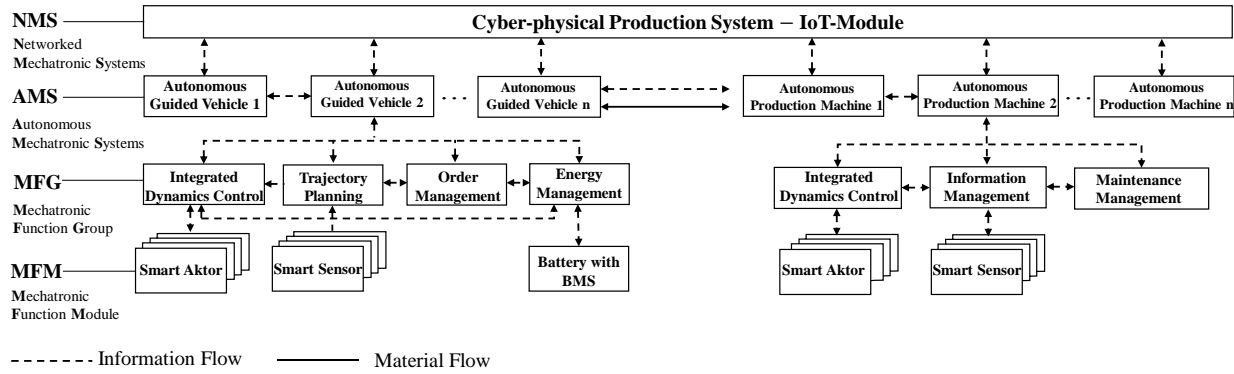 NMS
Networked
Mechatronic Systems
Cyber-physical Production System – IoT-Module
AMS
Autonomous
Mechatronic Systems
Autonomous
Guided Vehicle 1
Autonomous
Guided Vehicle 2
. . .
Autonomous
Guided Vehicle n
Autonomous
Production Machine 1
Autonomous
Production Machine 2
. . .
Autonomous
Production Machine n
MFG
Mechatronic
Function Group
Integrated
Dynamics Control
Trajectory
Planning
Order
Management
Energy
Management
Integrated
Dynamics Control
Information
Management
Maintenance
Management
MFM
Mechatronic
Function Module
Smart Aktor
Smart Sensor
Battery with
BMS
Smart Aktor
Smart Sensor
Information Flow
Material Flow